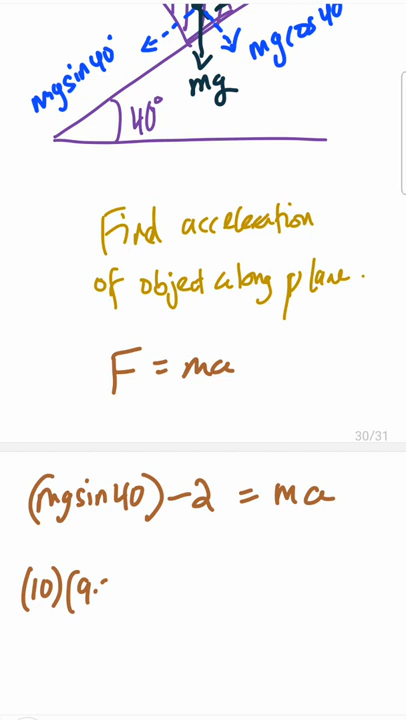 mgsin40°
mgcos40
mg
40°
Find acceleration
of object along plane.
F = ma
30/31
(mgsin40) - 2 = ma
(10)(9.